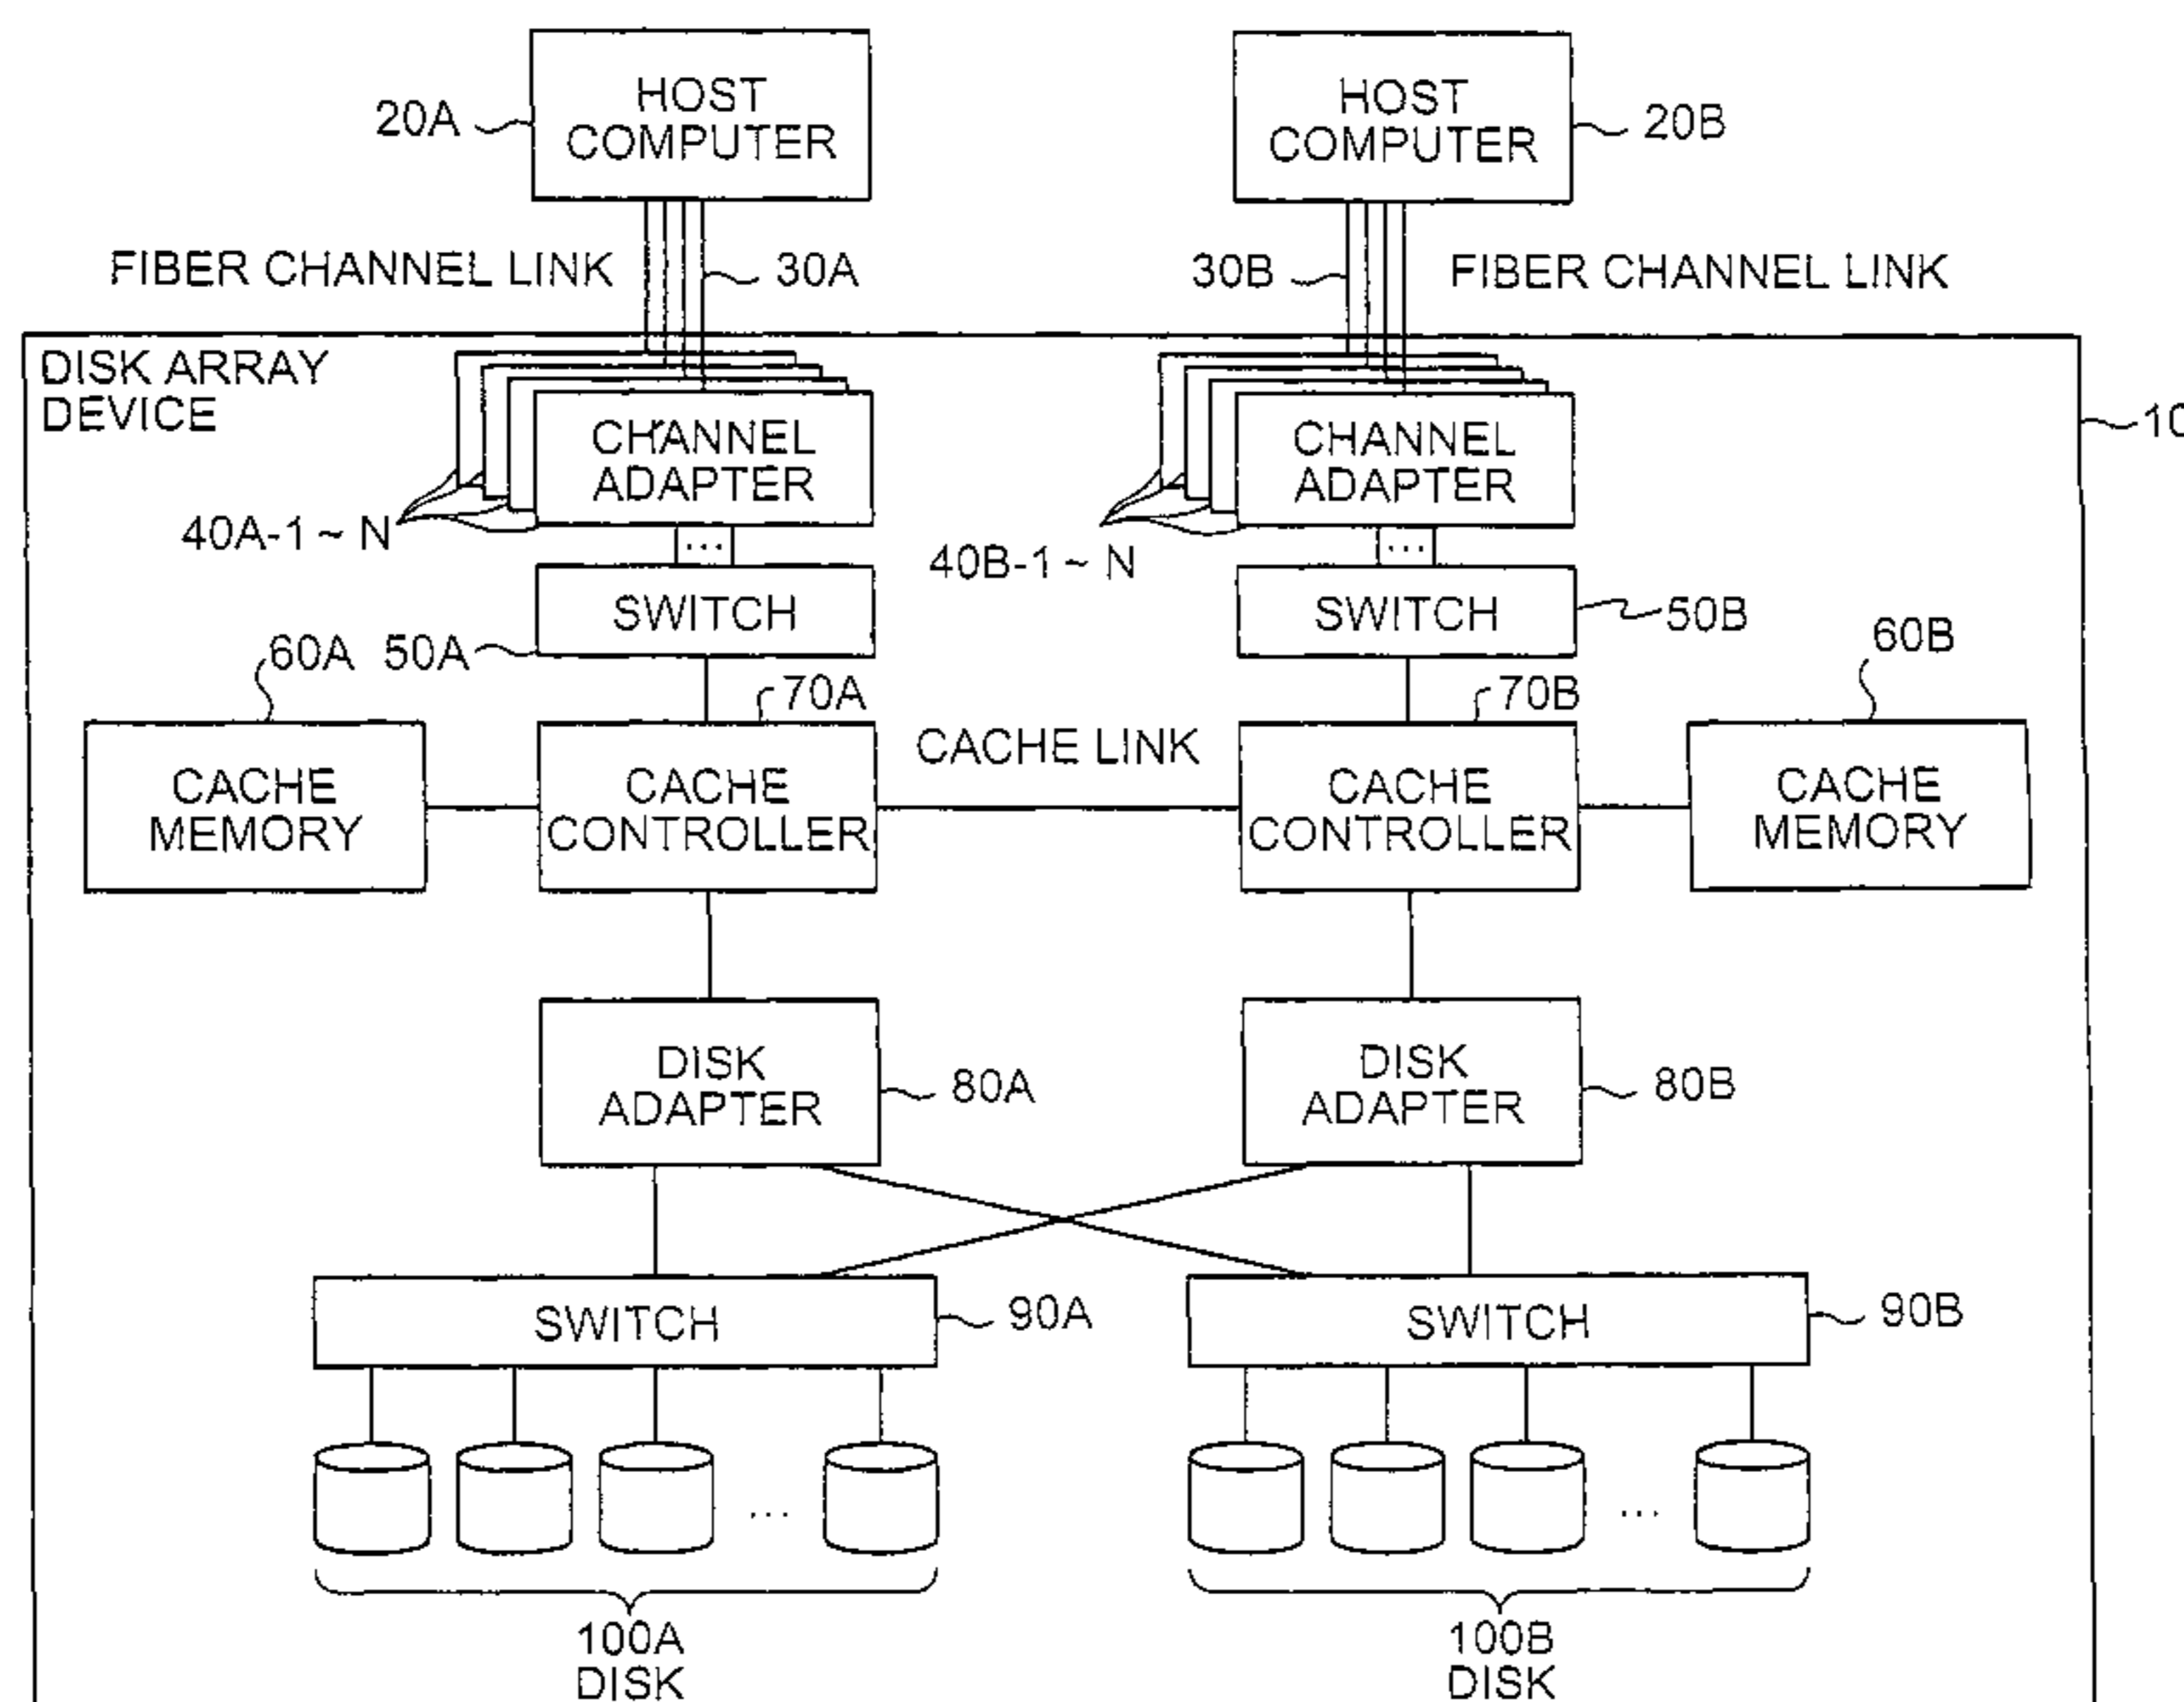 HOST
COMPUTER
20A
HOST
COMPUTER
20B
FIBER CHANNEL LINK
30A
30B
FIBER CHANNEL LINK
DISK ARRAY
DEVICE
10
CHANNEL
ADAPTER
40A-1 ~ N
CHANNEL
ADAPTER
40B-1 ~ N
...
SWITCH
50A
...
SWITCH
50B
60A
70A
70B
60B
CACHE
MEMORY
CACHE
CONTROLLER
CACHE LINK
CACHE
CONTROLLER
CACHE
MEMORY
DISK
ADAPTER
80A
DISK
ADAPTER
80B
SWITCH
90A
SWITCH
90B
...
...
100A
DISK
100B
DISK